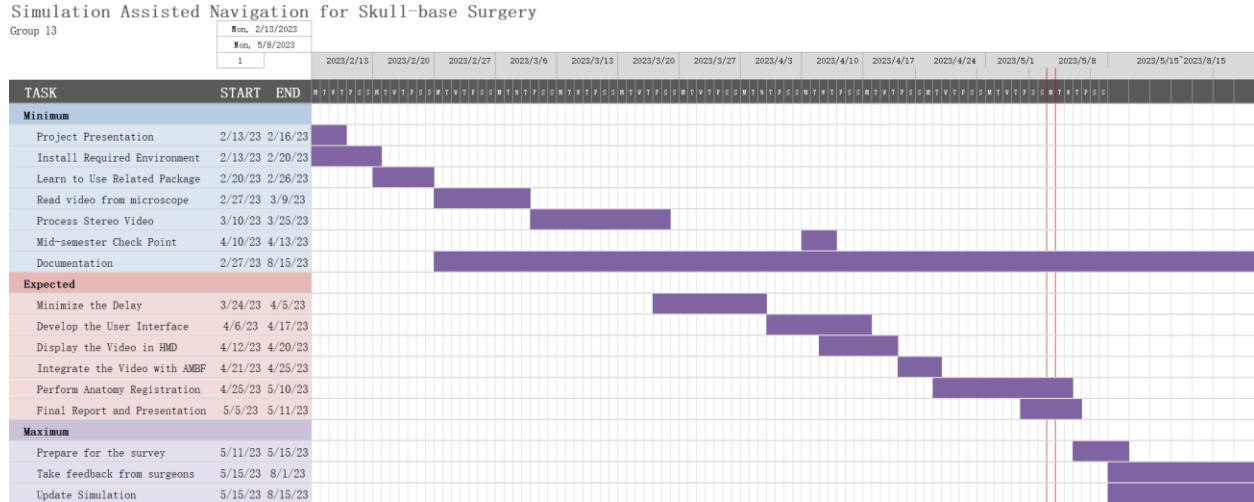 Simulation Assisted Navigation for Skull-base Surgery
Group 13
Mon, 2/13/2023
Mon, 5/8/2023
1
2023/2/13 2023/2/20 2023/2/27 2023/3/6 2023/3/13 2023/3/20 2023/3/27 2023/4/3 2023/4/10 2023/4/17 2023/4/24 2023/5/1 2023/5/8 2023/5/15~2023/8/15
TASK START END M T W T F S S M T W T F S S M T W T F S S M T W T F S S M T W T F S S M T W T F S S M T W T F S S M T W T F S S M T W T F S S M T W T F S S M T W T F S S M T W T F S S M T W T F S S
Minimum
Project Presentation 2/13/23 2/16/23
Install Required Environment 2/13/23 2/20/23
Learn to Use Related Package 2/20/23 2/26/23
Read video from microscope 2/27/23 3/9/23
Process Stereo Video 3/10/23 3/25/23
Mid-semester Check Point 4/10/23 4/13/23
Documentation 2/27/23 8/15/23
Expected
Minimize the Delay 3/24/23 4/5/23
Develop the User Interface 4/6/23 4/17/23
Display the Video in HMD 4/12/23 4/20/23
Integrate the Video with AMBF 4/21/23 4/25/23
Perform Anatomy Registration 4/25/23 5/10/23
Final Report and Presentation 5/5/23 5/11/23
Maximum
Prepare for the survey 5/11/23 5/15/23
Take feedback from surgeons 5/15/23 8/1/23
Update Simulation 5/15/23 8/15/23